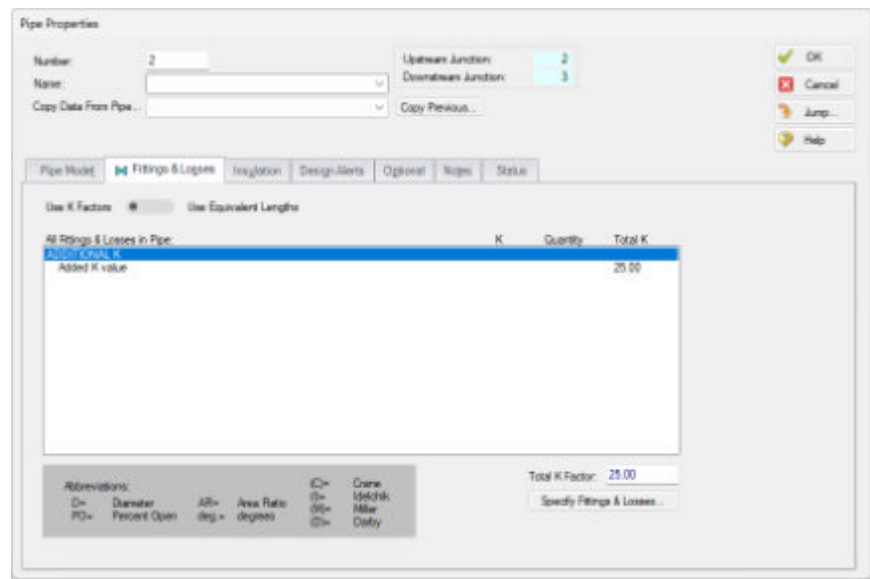 Pipe Properties
Number: 2
Name:
Copy Data From Pipe...
Upstream Junction: 2
Downstream Junction: 3
Copy Previous...
OK
Cancel
Jump...
Help
Pipe Model Fittings & Losses Insulation Design Alerts Optional Notes Status
Use K Factors Use Equivalent Lengths
All Fittings & Losses in Pipe: K Quantity Total K
ADDITIONAL K
Added K value 25.00
Abbreviations:
D= Diameter AR= Area Ratio
PO= Percent Open deg.= degrees
(C)= Crane
(I)= Idelchik
(M)= Miller
(D)= Darby
Total K Factor: 25.00
Specify Fittings & Losses...